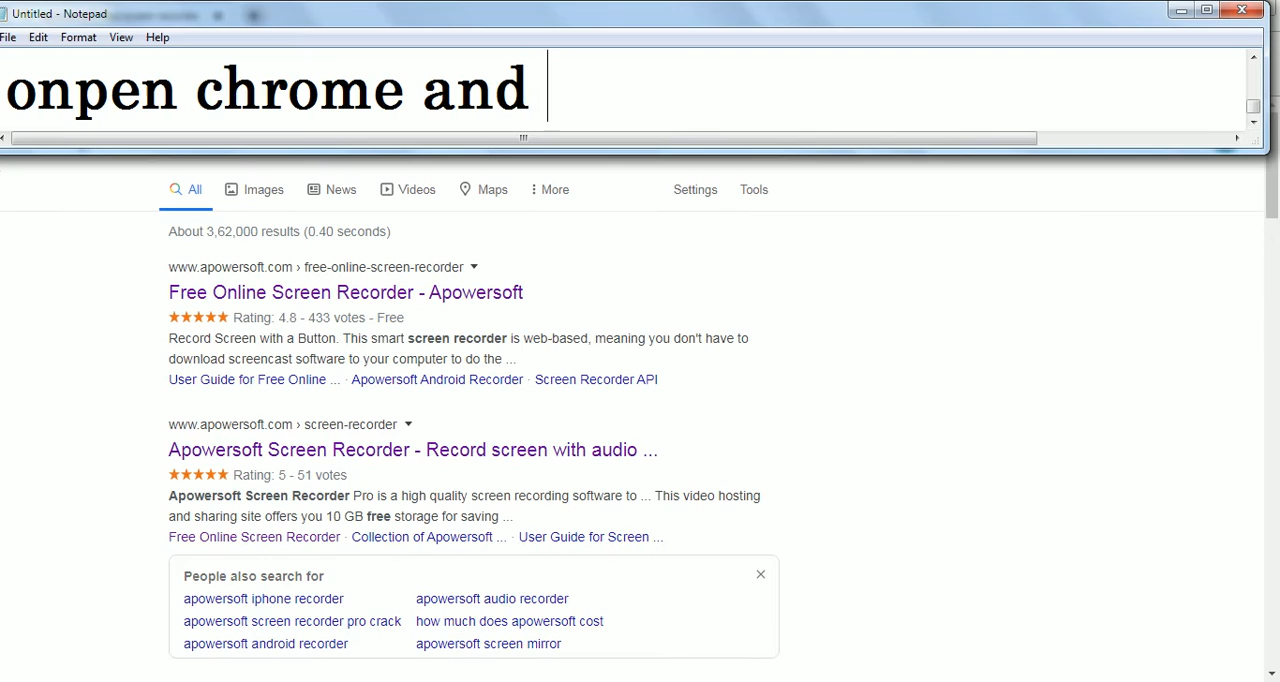 Untitled - Notepad
File Edit Format View Help
onpen chrome and
All Images News Videos Maps More Settings Tools
About 3,62,000 results (0.40 seconds)
www.apowersoft.com › free-online-screen-recorder
Free Online Screen Recorder - Apowersoft
Rating: 4.8 - 433 votes - Free
Record Screen with a Button. This smart screen recorder is web-based, meaning you don't have to
download screencast software to your computer to do the ...
User Guide for Free Online ... · Apowersoft Android Recorder · Screen Recorder API
www.apowersoft.com › screen-recorder
Apowersoft Screen Recorder - Record screen with audio ...
Rating: 5 - 51 votes
Apowersoft Screen Recorder Pro is a high quality screen recording software to ... This video hosting
and sharing site offers you 10 GB free storage for saving ...
Free Online Screen Recorder · Collection of Apowersoft ... · User Guide for Screen ...
People also search for
apowersoft iphone recorder apowersoft audio recorder
apowersoft screen recorder pro crack how much does apowersoft cost
apowersoft android recorder apowersoft screen mirror